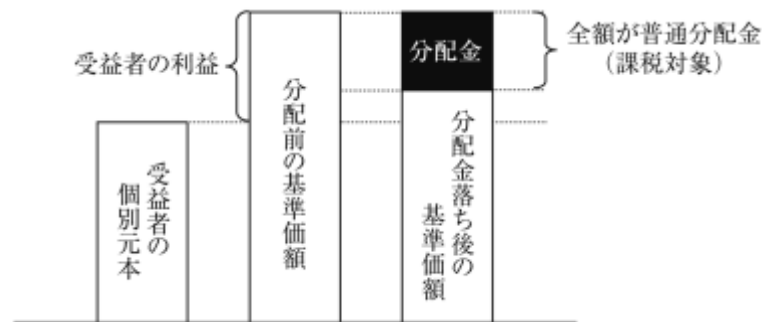 受益者の利益
受益者の
個別元本
分配前の基準価額
分配金
分配金落ち後の
基準価額
全額が普通分配金
（課税対象）